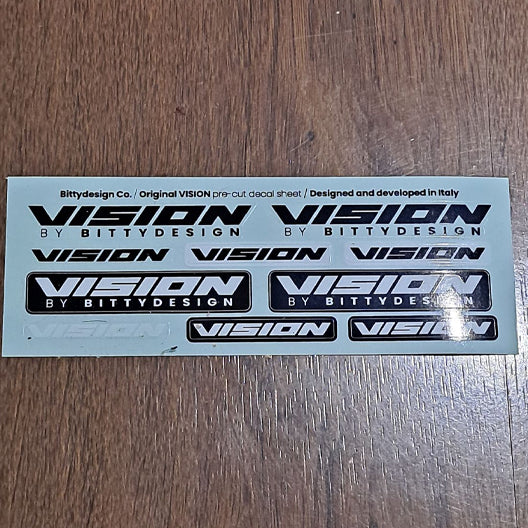 Bittydesign Co. / Original VISION pre-cut decal sheet / Designed and developed in Italy
VISION VISION
BY BITTYDESIGN BY BITTYDESIGN
VISION VISION VISION
VISION VISION
BY BITTYDESIGN BY BITTYDESIGN
VISION VISION VISION